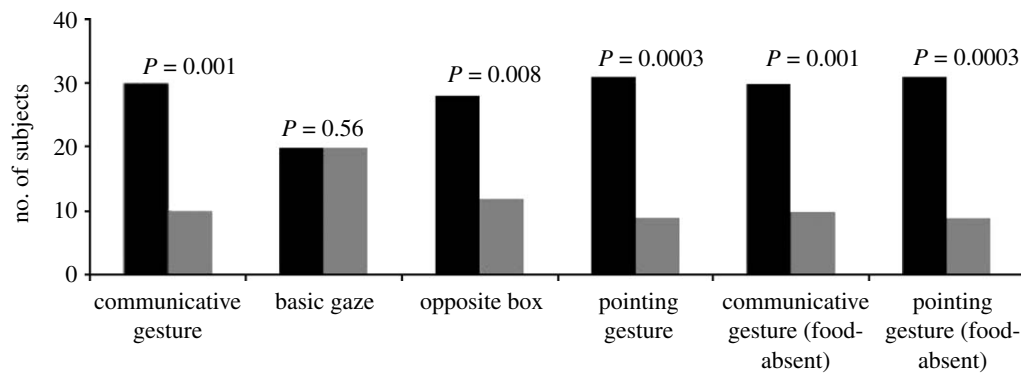 40
30
20
10
0
no. of subjects
P = 0.001
P = 0.56
P = 0.008
P = 0.0003
P = 0.001
P = 0.0003
communicative
gesture
basic gaze
opposite box
pointing
gesture
communicative
gesture (food-
absent)
pointing
gesture (food-
absent)